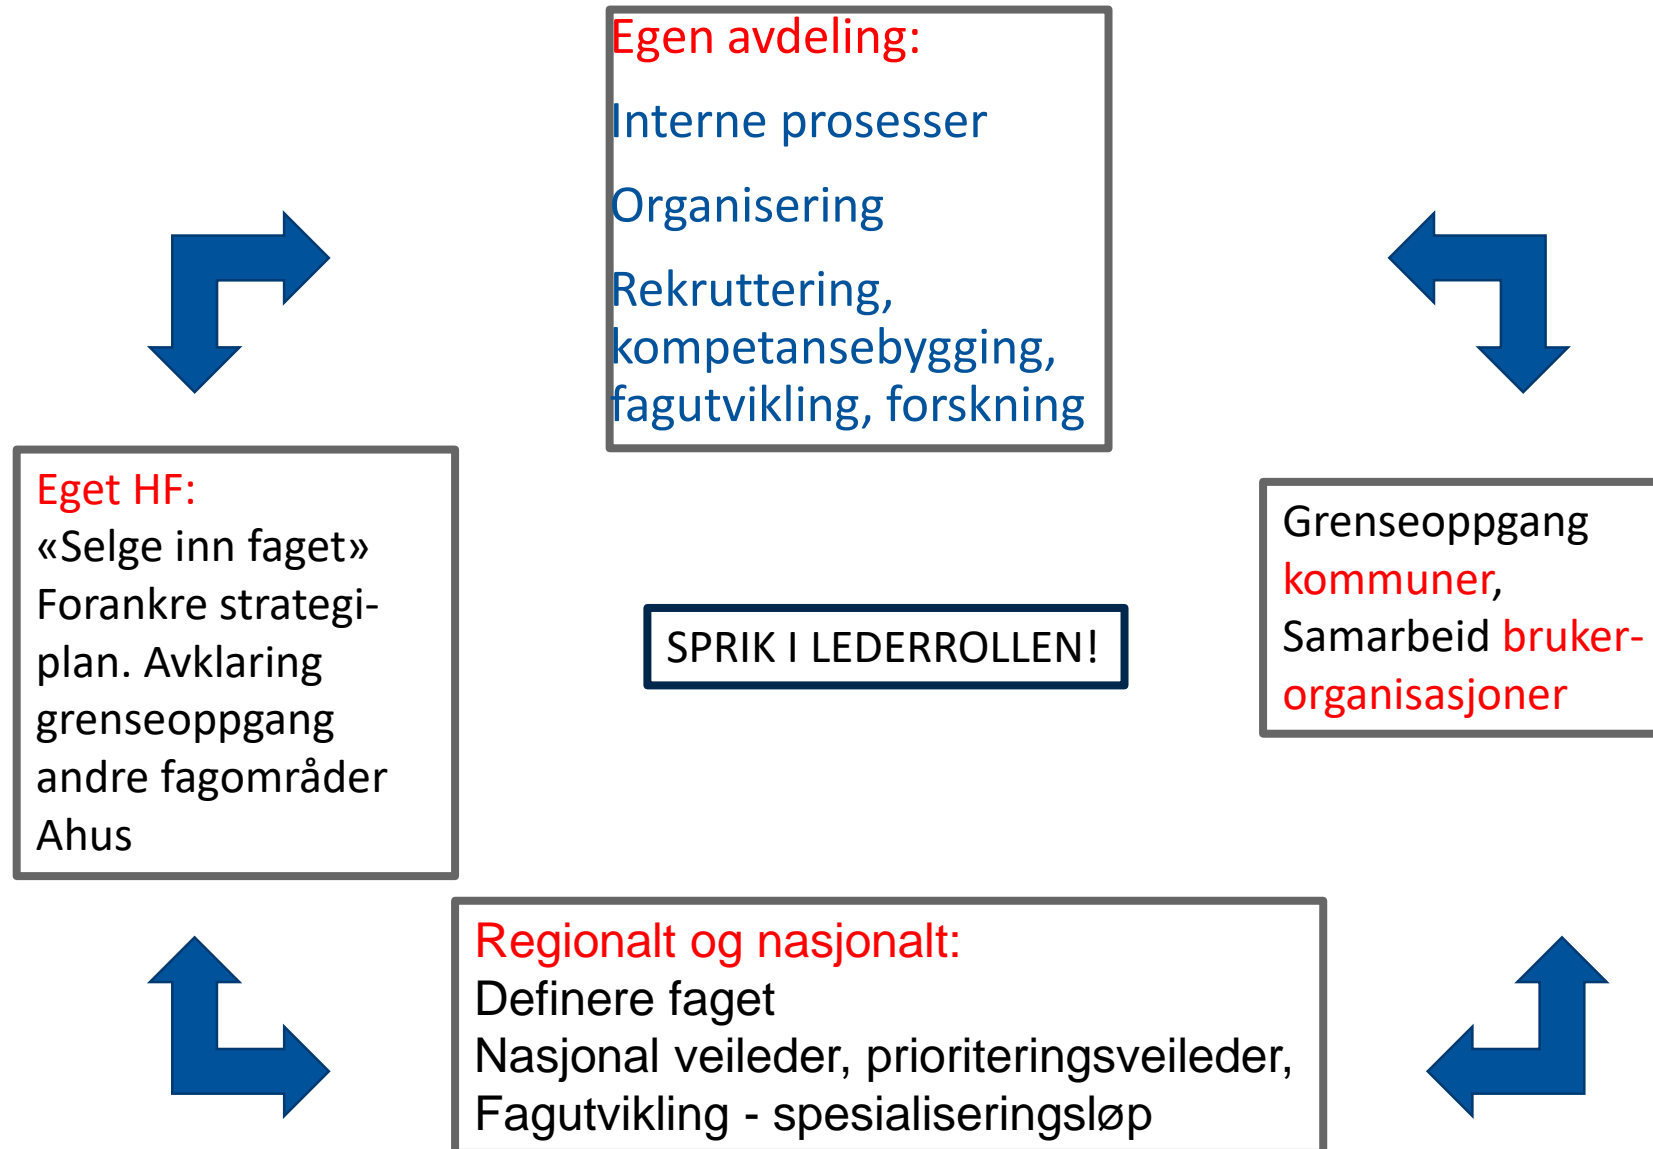 Egen avdeling:
Interne prosesser
Organisering
Rekruttering,
kompetansebygging,
fagutvikling, forskning
Eget HF:
«Selge inn faget»
Forankre strategi-
plan. Avklaring
grenseoppgang
andre fagområder
Ahus
SPRIK I LEDERROLLEN!
Grenseoppgang
kommuner,
Samarbeid bruker-
organisasjoner
Regionalt og nasjonalt:
Definere faget
Nasjonal veileder, prioriteringsveileder,
Fagutvikling - spesialiseringsløp